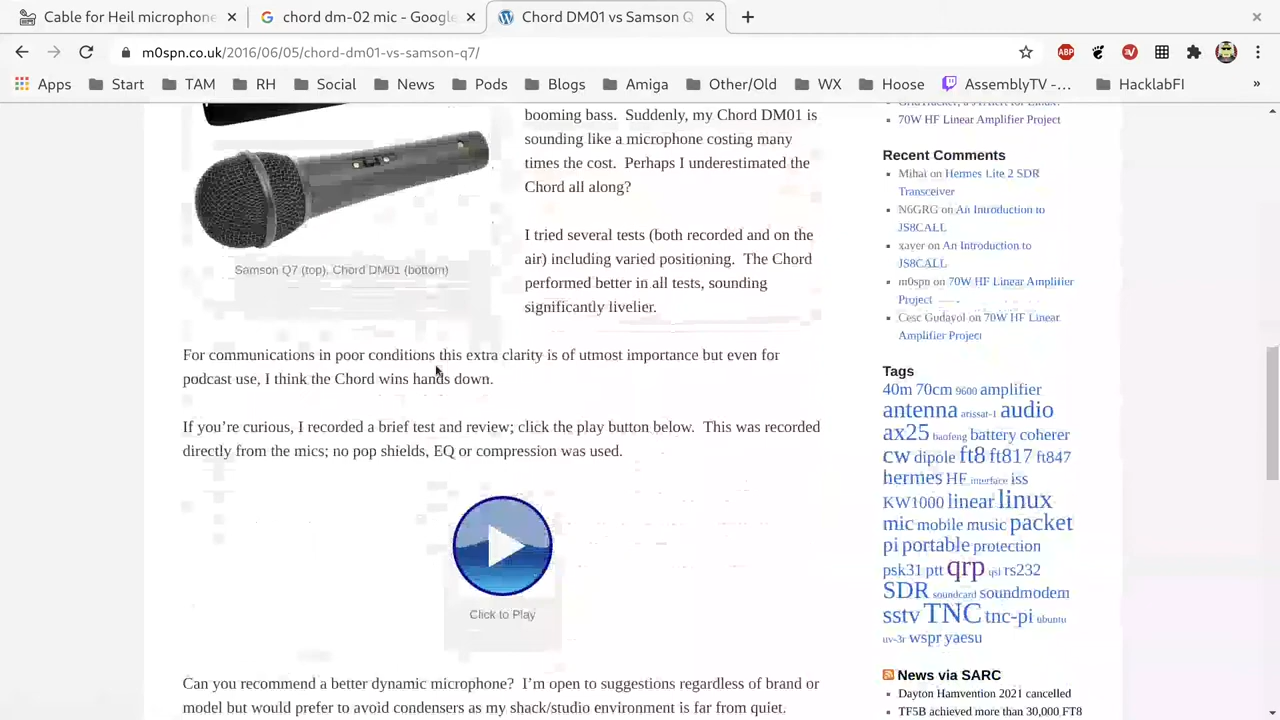 Cable for Heil microphone
chord dm-02 mic - Google
Chord DM01 vs Samson Q
m0spn.co.uk/2016/06/05/chord-dm01-vs-samson-q7/
ABP
Apps Start TAM RH Social News Pods Blogs Amiga Other/Old WX Hoose AssemblyTV -… HacklabFI »
booming bass. Suddenly, my Chord DM01 is
sounding like a microphone costing many
times the cost. Perhaps I underestimated the
Chord all along?
I tried several tests (both recorded and on the
air) including varied positioning. The Chord
performed better in all tests, sounding
significantly livelier.
Samson Q7 (top), Chord DM01 (bottom)
For communications in poor conditions this extra clarity is of utmost importance but even for
podcast use, I think the Chord wins hands down.
If you’re curious, I recorded a brief test and review; click the play button below. This was recorded
directly from the mics; no pop shields, EQ or compression was used.
Click to Play
Can you recommend a better dynamic microphone? I’m open to suggestions regardless of brand or
model but would prefer to avoid condensers as my shack/studio environment is far from quiet.
70W HF Linear Amplifier Project
Recent Comments
Mihai on Hermes Lite 2 SDR
Transceiver
N6GRG on An Introduction to
JS8CALL
xaver on An Introduction to
JS8CALL
m0spn on 70W HF Linear Amplifier
Project
Cesc Gudayol on 70W HF Linear
Amplifier Project
Tags
40m 70cm 9600 amplifier
antenna arissat-1 audio
ax25 baofeng battery coherer
cw dipole ft8 ft817 ft847
hermes HF interface iss
KW1000 linear linux
mic mobile music packet
pi portable protection
psk31 ptt qrp qsl rs232
SDR soundcard soundmodem
sstv TNC tnc-pi ubuntu
uv-3r wspr yaesu
News via SARC
Dayton Hamvention 2021 cancelled
TF5B achieved more than 30,000 FT8